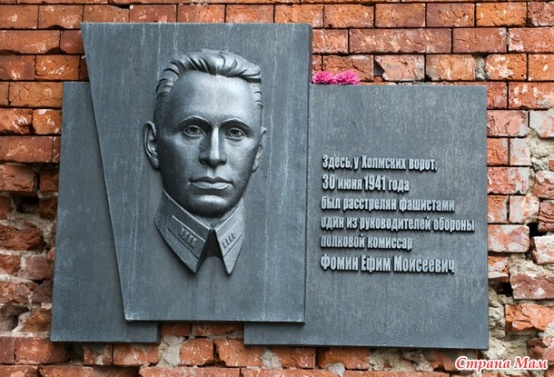 Здесь, у Холмских ворот,
30 июня 1941 года
был расстрелян фашистами
один из руководителей обороны
полковой комиссар
Фомин Ефим Моисеевич
Страна Мам